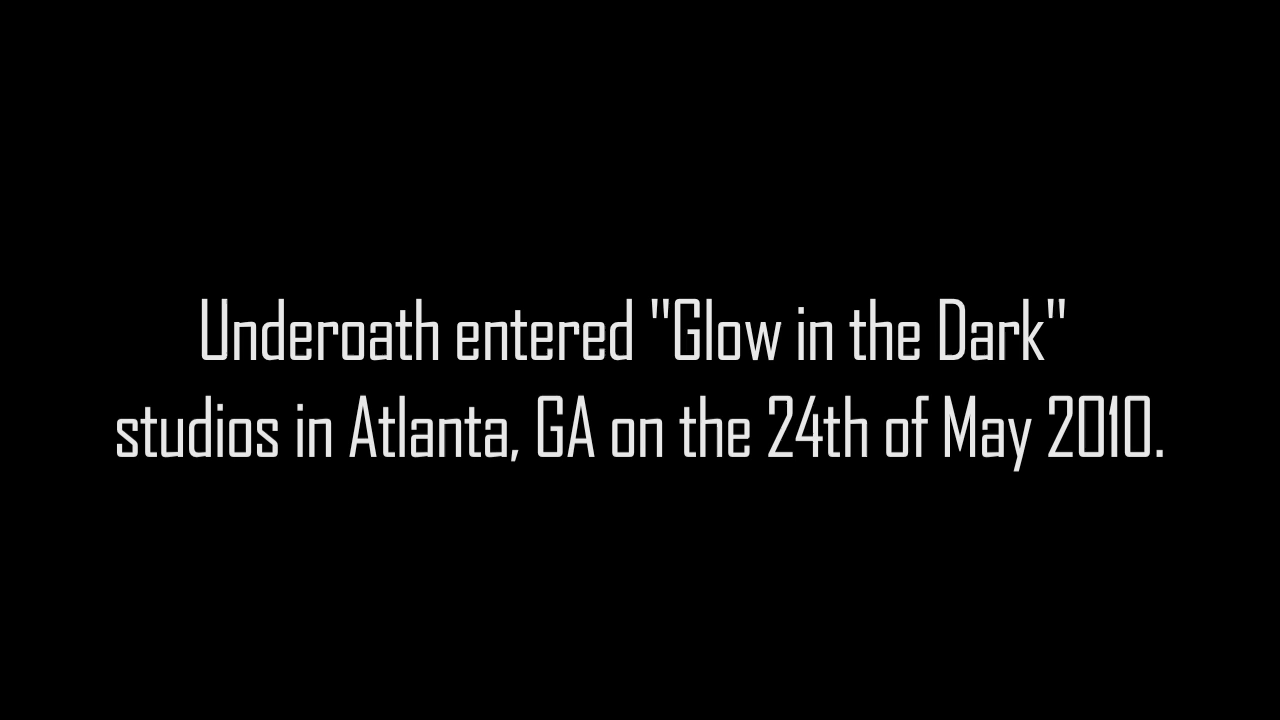 Underoath entered "Glow in the Dark"
studios in Atlanta, GA on the 24th of May 2010.